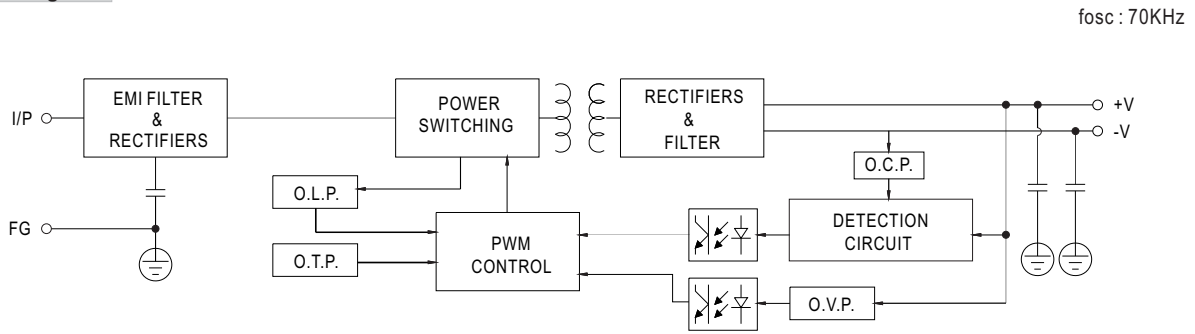 fosc : 70KHz
I/P
EMI FILTER
&
RECTIFIERS
POWER
SWITCHING
RECTIFIERS
&
FILTER
+V
-V
O.C.P.
O.L.P.
FG
PWM
CONTROL
DETECTION
CIRCUIT
O.T.P.
O.V.P.